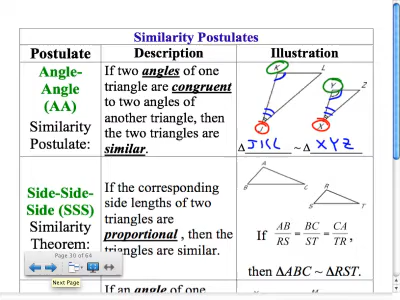 Similarity Postulates
Postulate Description Illustration
Angle-
Angle
(AA)
Similarity
Postulate:
If two angles of one
triangle are congruent
to two angles of
another triangle, then
the two triangles are
similar.
K L
J
Y Z
X
Δ JKL ~ Δ XYZ
Side-Side-
Side (SSS)
Similarity
Theorem:
If the corresponding
side lengths of two
triangles are
proportional , then the
triangles are similar.
A
B C
R
S T
If AB/RS = BC/ST = CA/TR ,
then ΔABC ~ ΔRST.
Page 30 of 64
Next Page
If an angle of one